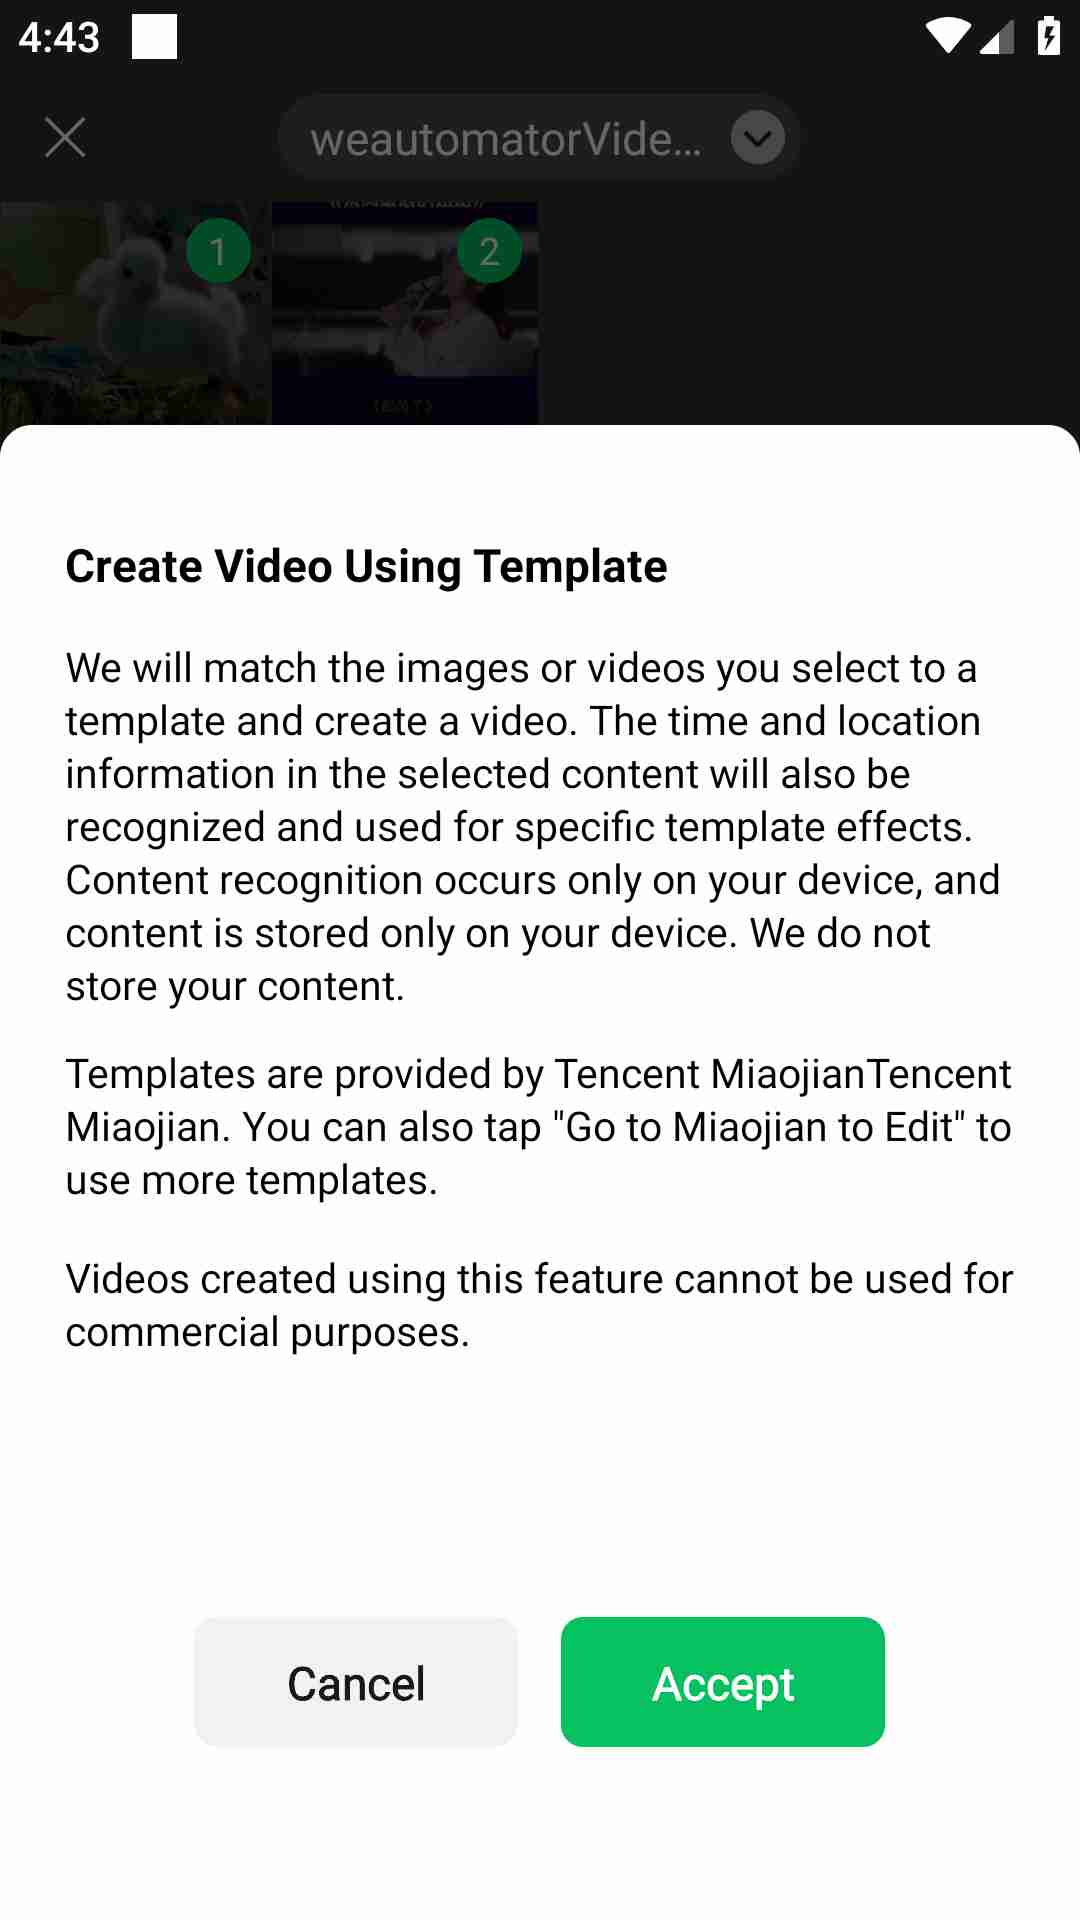 4:43
weautomatorVide...
1
2
Create Video Using Template
We will match the images or videos you select to a
template and create a video. The time and location
information in the selected content will also be
recognized and used for specific template effects.
Content recognition occurs only on your device, and
content is stored only on your device. We do not
store your content.
Templates are provided by Tencent MiaojianTencent
Miaojian. You can also tap "Go to Miaojian to Edit" to
use more templates.
Videos created using this feature cannot be used for
commercial purposes.
Cancel
Accept